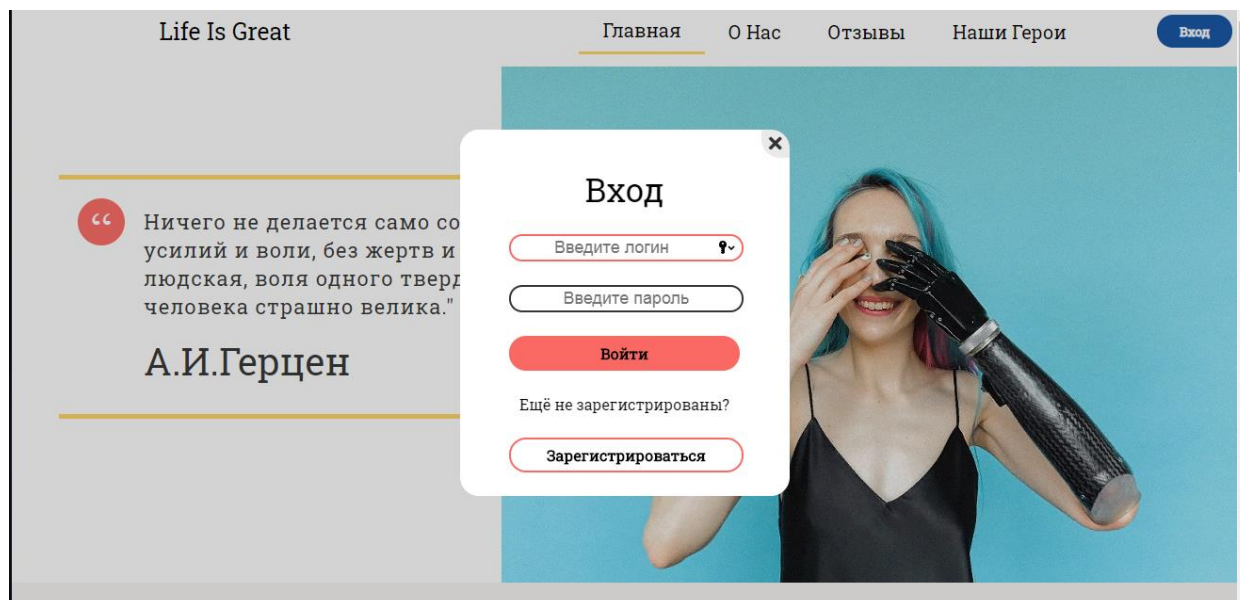 Life Is Great
Главная
О Нас
Отзывы
Наши Герои
Вход
Вход
“
Ничего не делается само со
усилий и воли, без жертв и
людская, воля одного тверд
человека страшно велика."
А.И.Герцен
Введите логин
Введите пароль
Войти
Ещё не зарегистрированы?
Зарегистрироваться